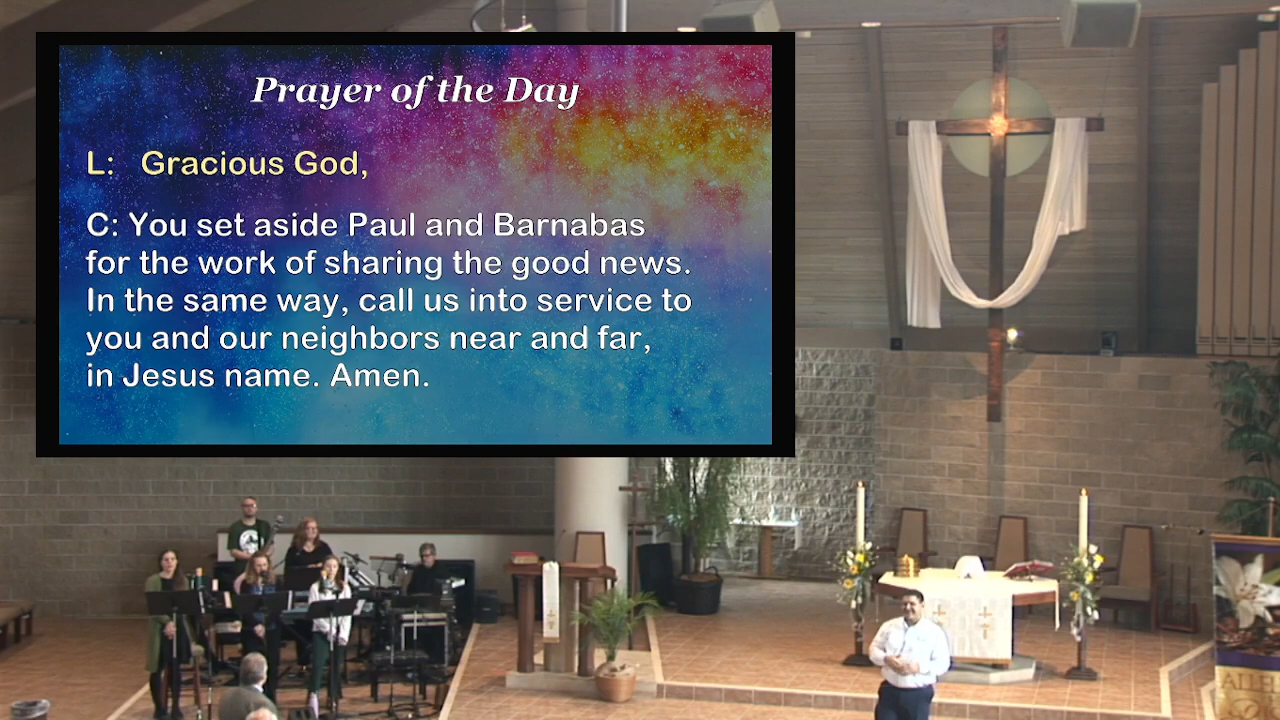 Prayer of the Day
L: Gracious God,
C: You set aside Paul and Barnabas
for the work of sharing the good news.
In the same way, call us into service to
you and our neighbors near and far,
in Jesus name. Amen.